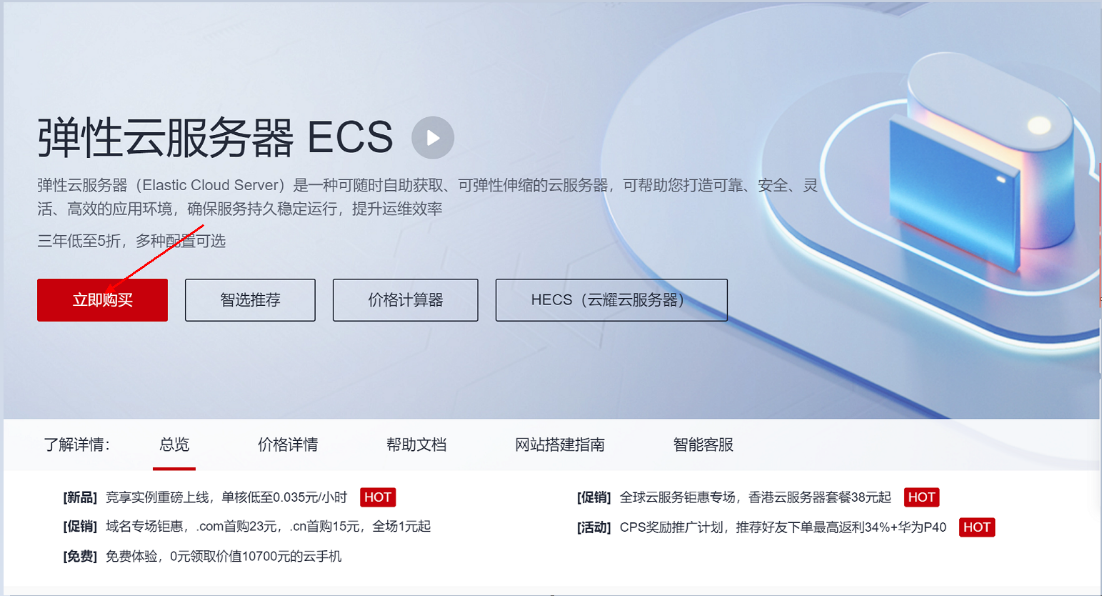 弹性云服务器 ECS
弹性云服务器（Elastic Cloud Server）是一种可随时自助获取、可弹性伸缩的云服务器，可帮助您打造可靠、安全、灵
活、高效的应用环境，确保服务持久稳定运行，提升运维效率
三年低至5折，多种配置可选
立即购买 智选推荐 价格计算器 HECS（云耀云服务器）
了解详情： 总览 价格详情 帮助文档 网站搭建指南 智能客服
[新品] 竞享实例重磅上线，单核低至0.035元/小时 HOT
[促销] 全球云服务钜惠专场，香港云服务器套餐38元起 HOT
[促销] 域名专场钜惠，.com首购23元，.cn首购15元，全场1元起
[活动] CPS奖励推广计划，推荐好友下单最高返利34%+华为P40 HOT
[免费] 免费体验，0元领取价值10700元的云手机